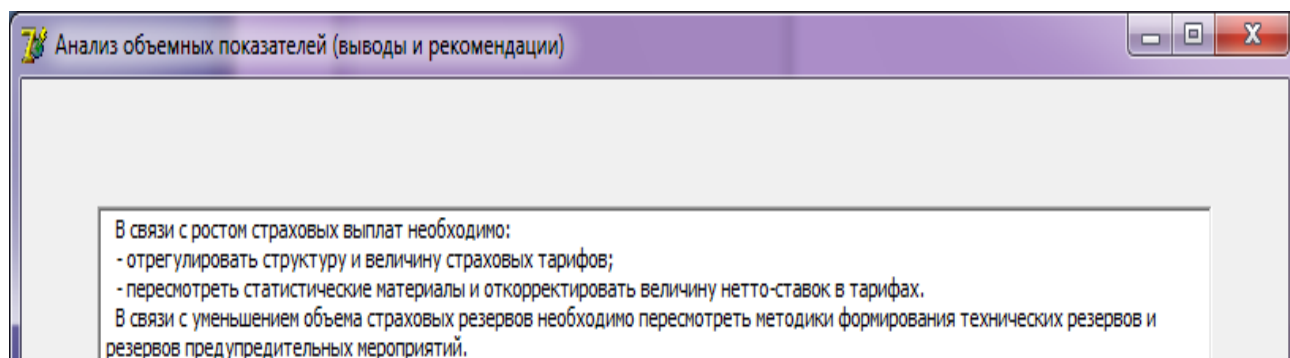 Анализ объемных показателей (выводы и рекомендации)
В связи с ростом страховых выплат необходимо:
- отрегулировать структуру и величину страховых тарифов;
- пересмотреть статистические материалы и откорректировать величину нетто-ставок в тарифах.
В связи с уменьшением объема страховых резервов необходимо пересмотреть методики формирования технических резервов и
резервов предупредительных мероприятий.